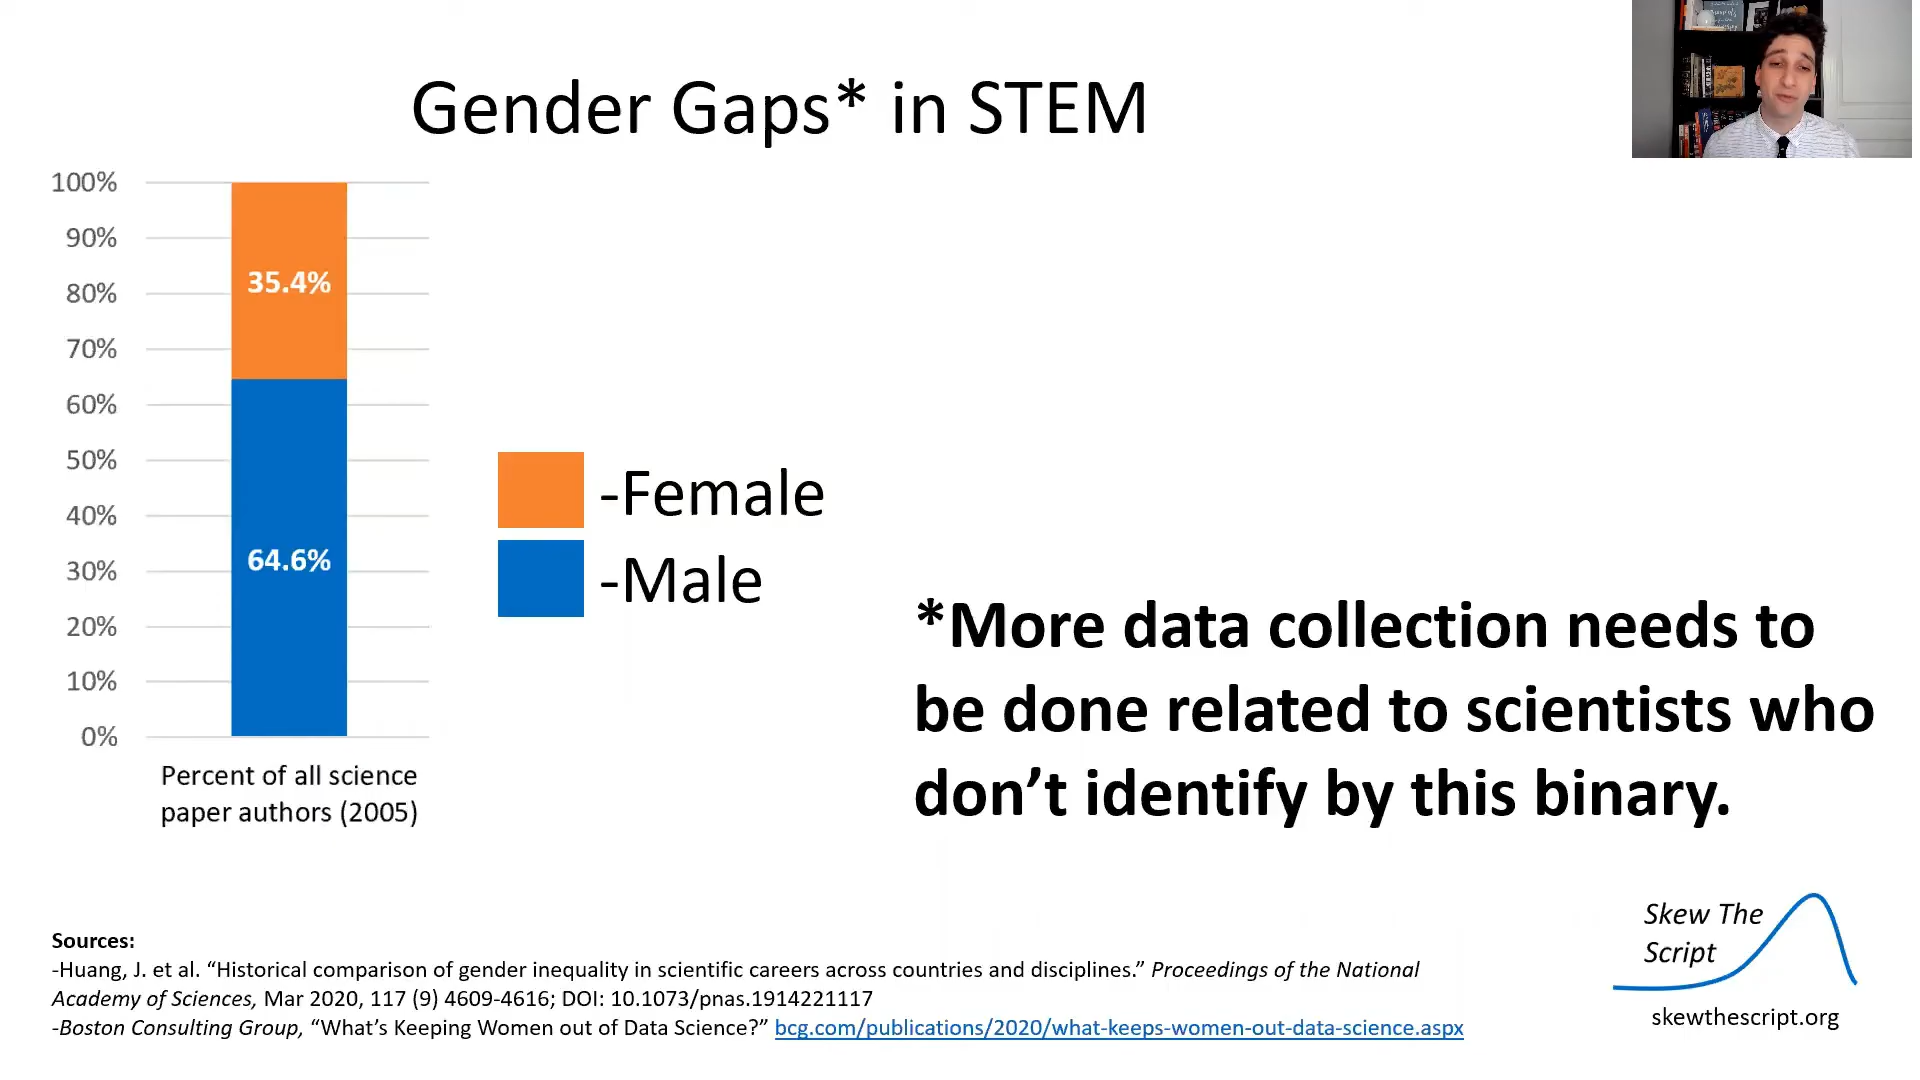 Gender Gaps* in STEM
100%
90%
80%
70%
60%
50%
40%
30%
20%
10%
0%
35.4%
64.6%
Percent of all science
paper authors (2005)
-Female
-Male
*More data collection needs to
be done related to scientists who
don’t identify by this binary.
Sources:
-Huang, J. et al. “Historical comparison of gender inequality in scientific careers across countries and disciplines.” Proceedings of the National
Academy of Sciences, Mar 2020, 117 (9) 4609-4616; DOI: 10.1073/pnas.1914221117
-Boston Consulting Group, “What’s Keeping Women out of Data Science?” bcg.com/publications/2020/what-keeps-women-out-data-science.aspx
Skew The
Script
skewthescript.org